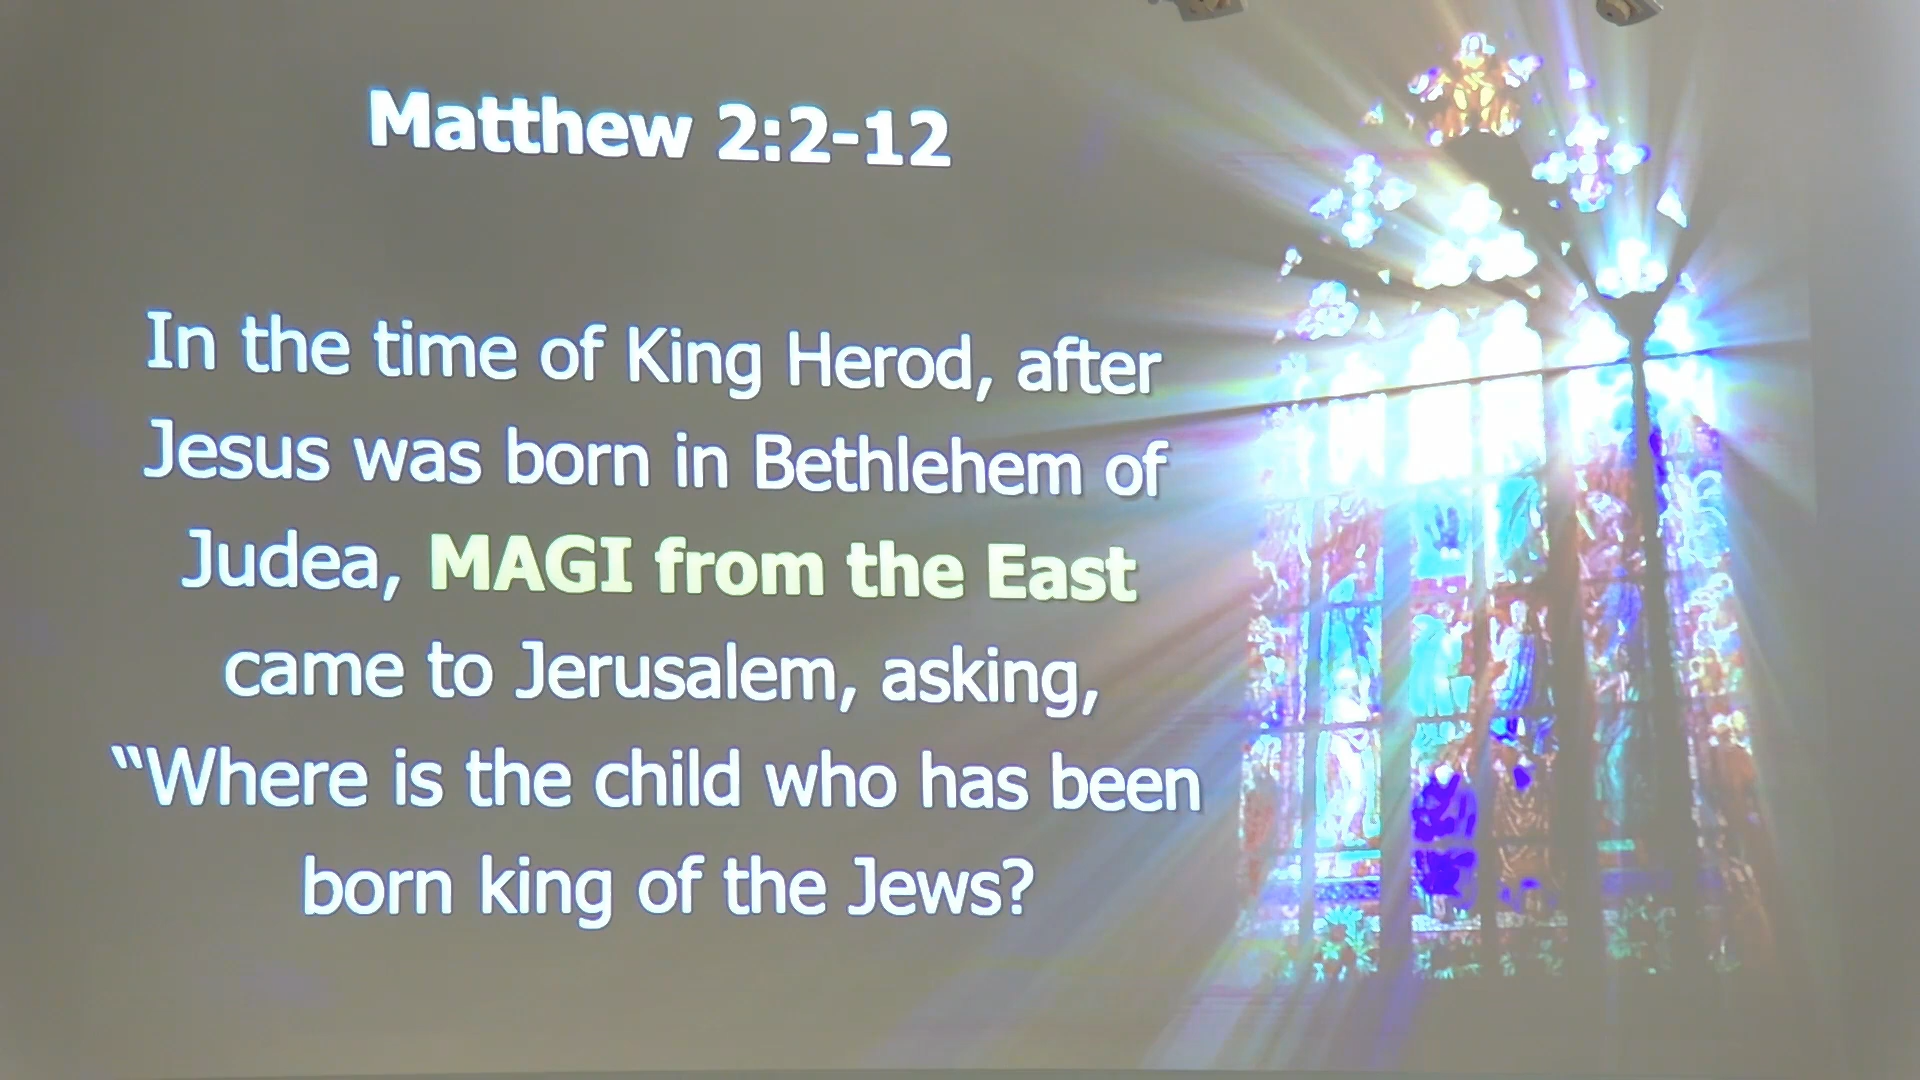 Matthew 2:2-12
In the time of King Herod, after
Jesus was born in Bethlehem of
Judea, MAGI from the East
came to Jerusalem, asking,
“Where is the child who has been
born king of the Jews?